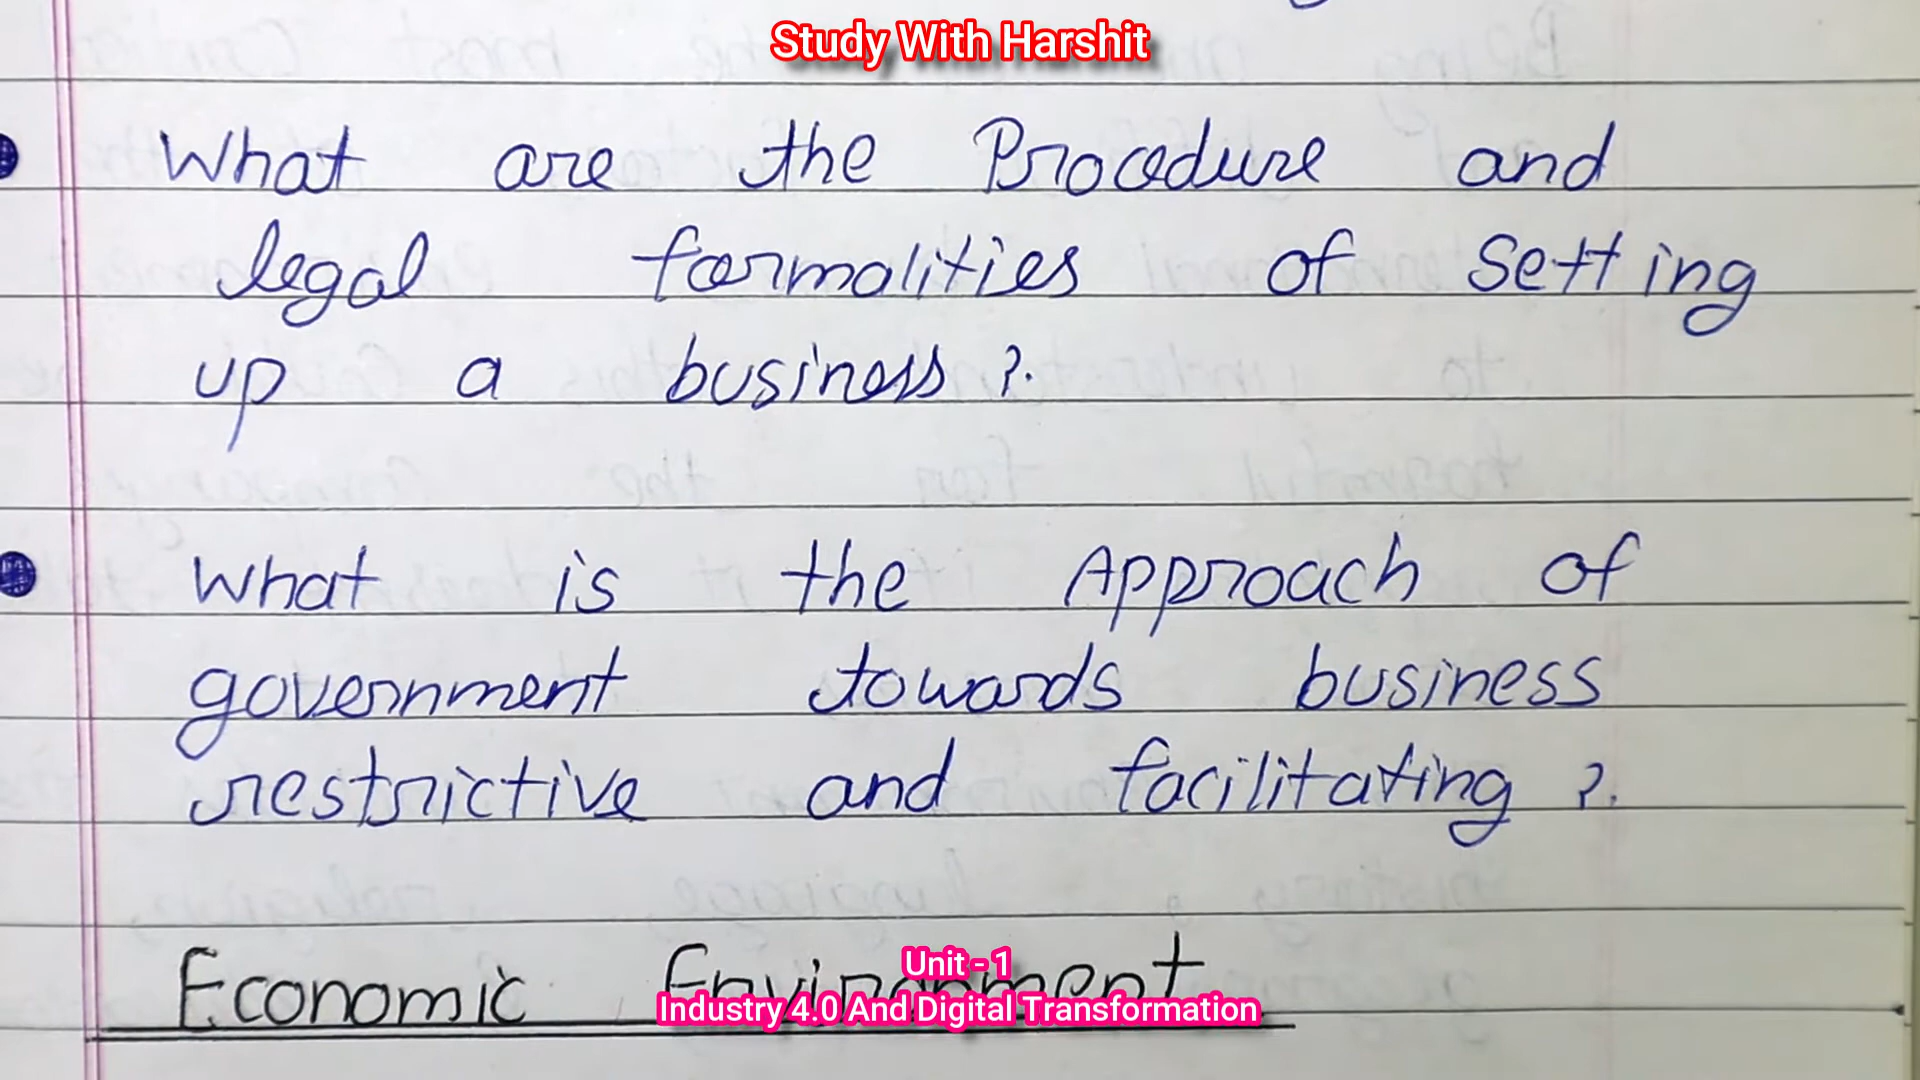 Study With Harshit
What are the Procedure and
legal formalities of Setting
up a business ?.
What is the Approach of
government towards business
restrictive and facilitating ?.
Economic Environment
Unit - 1
Industry 4.0 And Digital Transformation